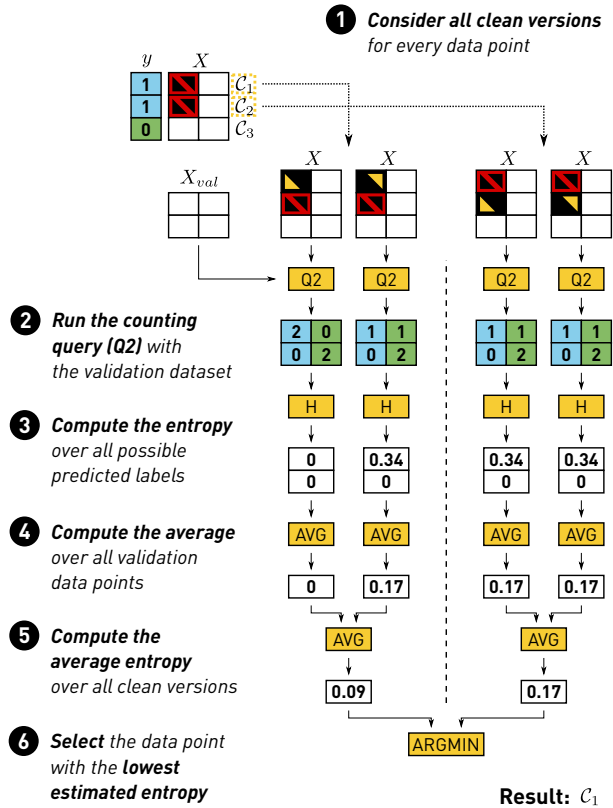 1 Consider all clean versions
for every data point
y X
1 C₁
1 C₂
0 C₃
X_val
X X X X
Q2 Q2 Q2 Q2
2 Run the counting
query (Q2) with
the validation dataset
2 0 1 1 1 1 1 1
0 2 0 2 0 2 0 2
H H H H
3 Compute the entropy
over all possible
predicted labels
0 0.34 0.34 0.34
0 0 0 0
4 Compute the average
over all validation
data points
AVG AVG AVG AVG
0 0.17 0.17 0.17
5 Compute the
average entropy
over all clean versions
AVG AVG
0.09 0.17
6 Select the data point
with the lowest
estimated entropy
ARGMIN
Result: C₁